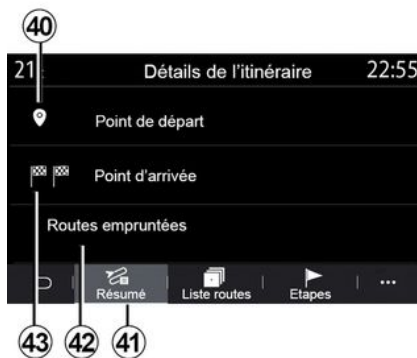 40
21 Détails de l'itinéraire 22:55
Point de départ
Point d'arrivée
Routes empruntées
Résumé Liste routes Etapes ...
43 42 41